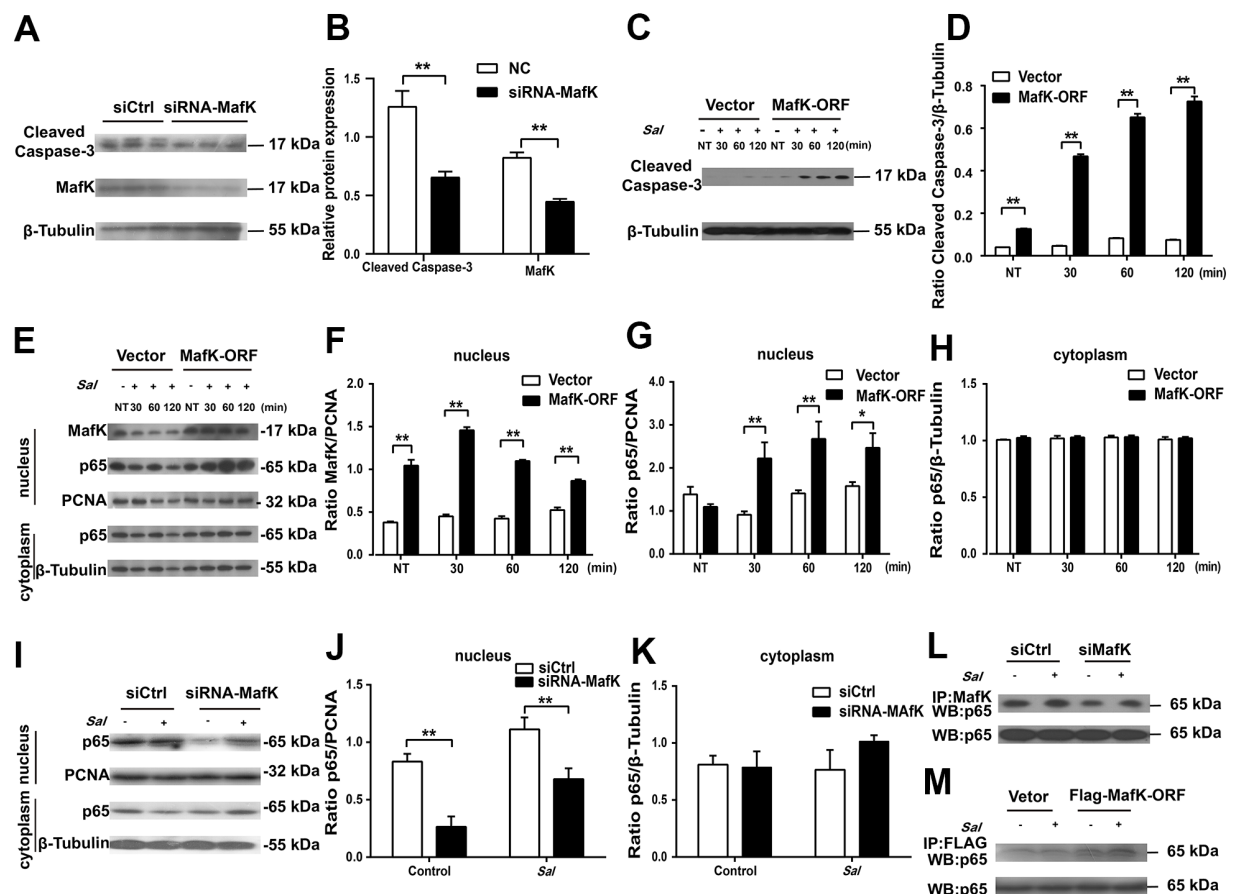 A
siCtrl siRNA-MafK
Cleaved
Caspase-3
17 kDa
MafK
17 kDa
β-Tubulin
55 kDa
B
Relative protein expression
1.5
1.0
0.5
0.0
**
**
NC
siRNA-MafK
Cleaved Caspase-3
MafK
C
Vector MafK-ORF
Sal - + + + - + + +
NT 30 60 120 NT 30 60 120 (min)
Cleaved
Caspase-3
17 kDa
β-Tubulin
55 kDa
D
Ratio Cleaved Caspase-3/β-Tubulin
Vector
MafK-ORF
0.8
0.6
0.4
0.2
0.0
**
**
**
**
NT 30 60 120 (min)
E
Vector MafK-ORF
Sal - + + + - + + +
NT 30 60 120 NT 30 60 120 (min)
nucleus
MafK -17 kDa
p65 -65 kDa
PCNA - 32 kDa
cytoplasm
p65 -65 kDa
β-Tubulin -55 kDa
F
nucleus
Vector
MafK-ORF
Ratio MafK/PCNA
2.0
1.5
1.0
0.5
0.0
**
**
**
**
NT 30 60 120 (min)
G
nucleus
Vector
MafK-ORF
Ratio p65/PCNA
4.0
3.0
2.0
1.0
0.0
**
**
*
NT 30 60 120 (min)
H
cytoplasm
Vector
MafK-ORF
Ratio p65/β-Tubulin
1.5
1.0
0.5
0.0
NT 30 60 120 (min)
I
siCtrl siRNA-MafK
Sal - + - +
nucleus
p65 -65 kDa
PCNA -32 kDa
cytoplasm
p65 -65 kDa
β-Tubulin -55 kDa
J
nucleus
siCtrl
siRNA-MafK
Ratio p65/PCNA
1.5
1.0
0.5
0.0
**
**
Control Sal
K
cytoplasm
siCtrl
siRNA-MafK
Ratio p65/β-Tubulin
1.5
1.0
0.5
0.0
Control Sal
L
siCtrl siMafK
Sal - + - +
IP:MafK
WB:p65
65 kDa
WB:p65
65 kDa
M
Vetor Flag-MafK-ORF
Sal - + - +
IP:FLAG
WB:p65
65 kDa
WB:p65
65 kDa